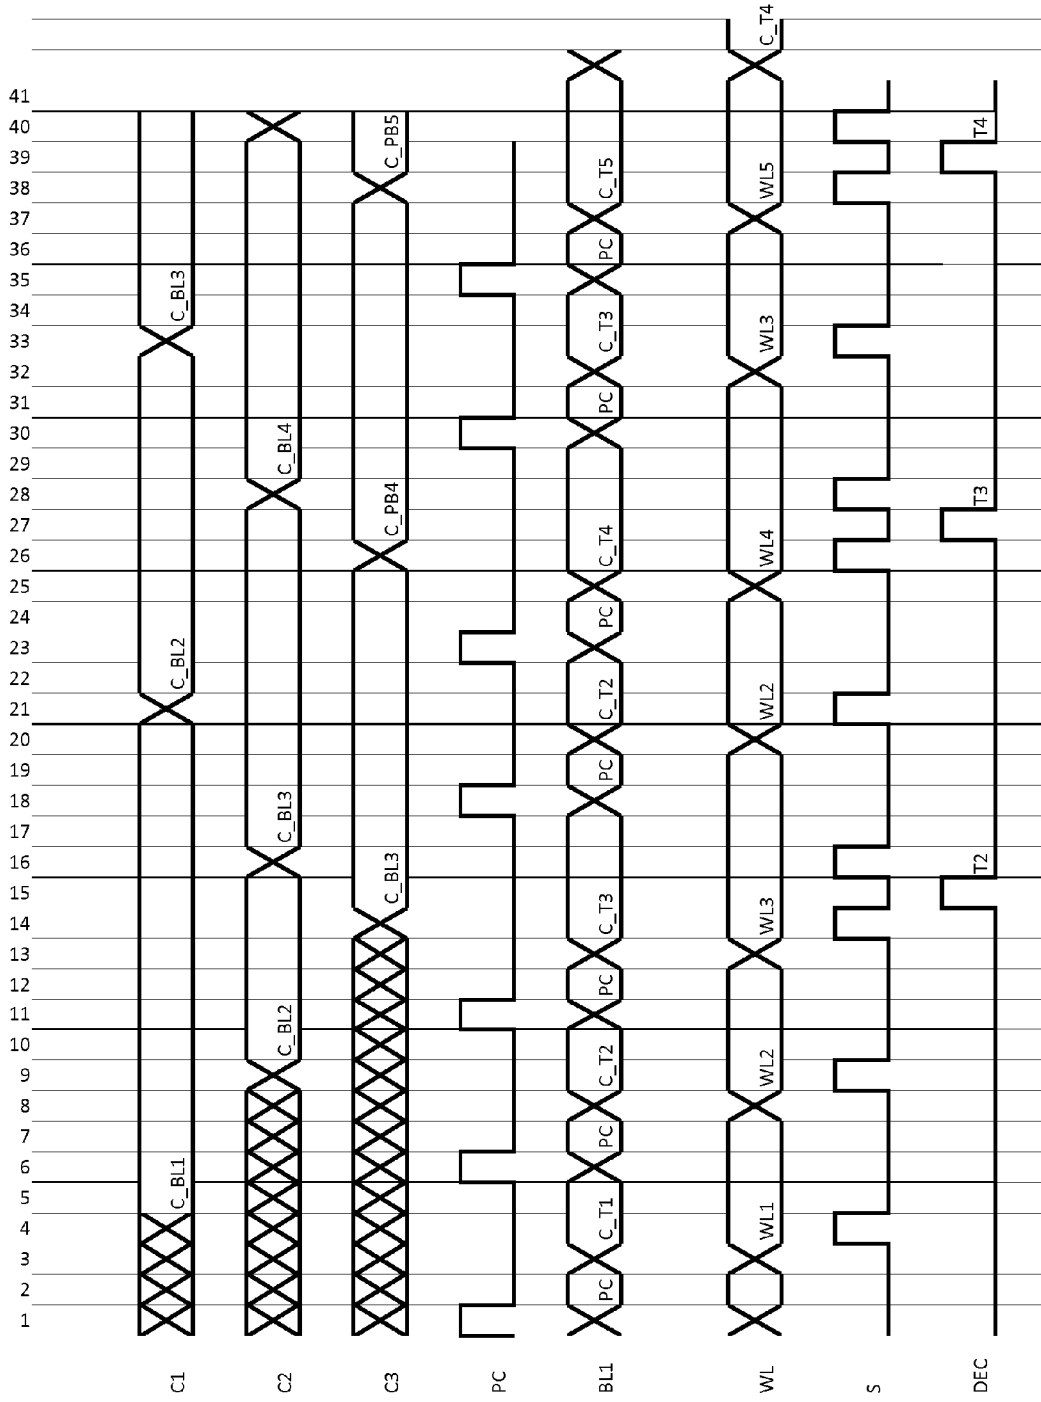 1 2 3 4 5 6 7 8 9 10 11 12 13 14 15 16 17 18 19 20 21 22 23 24 25 26 27 28 29 30 31 32 33 34 35 36 37 38 39 40 41
C1 C_BL1 C_BL2 C_BL3
C2 C_BL2 C_BL3 C_BL4
C3 C_BL3 C_PB4 C_PB5
PC
BL1 PC C_T1 PC C_T2 PC C_T3 PC C_T2 PC C_T4 PC C_T3 PC C_T5
WL WL1 WL2 WL3 WL2 WL4 WL3 WL5 C_T4
S
DEC T2 T3 T4